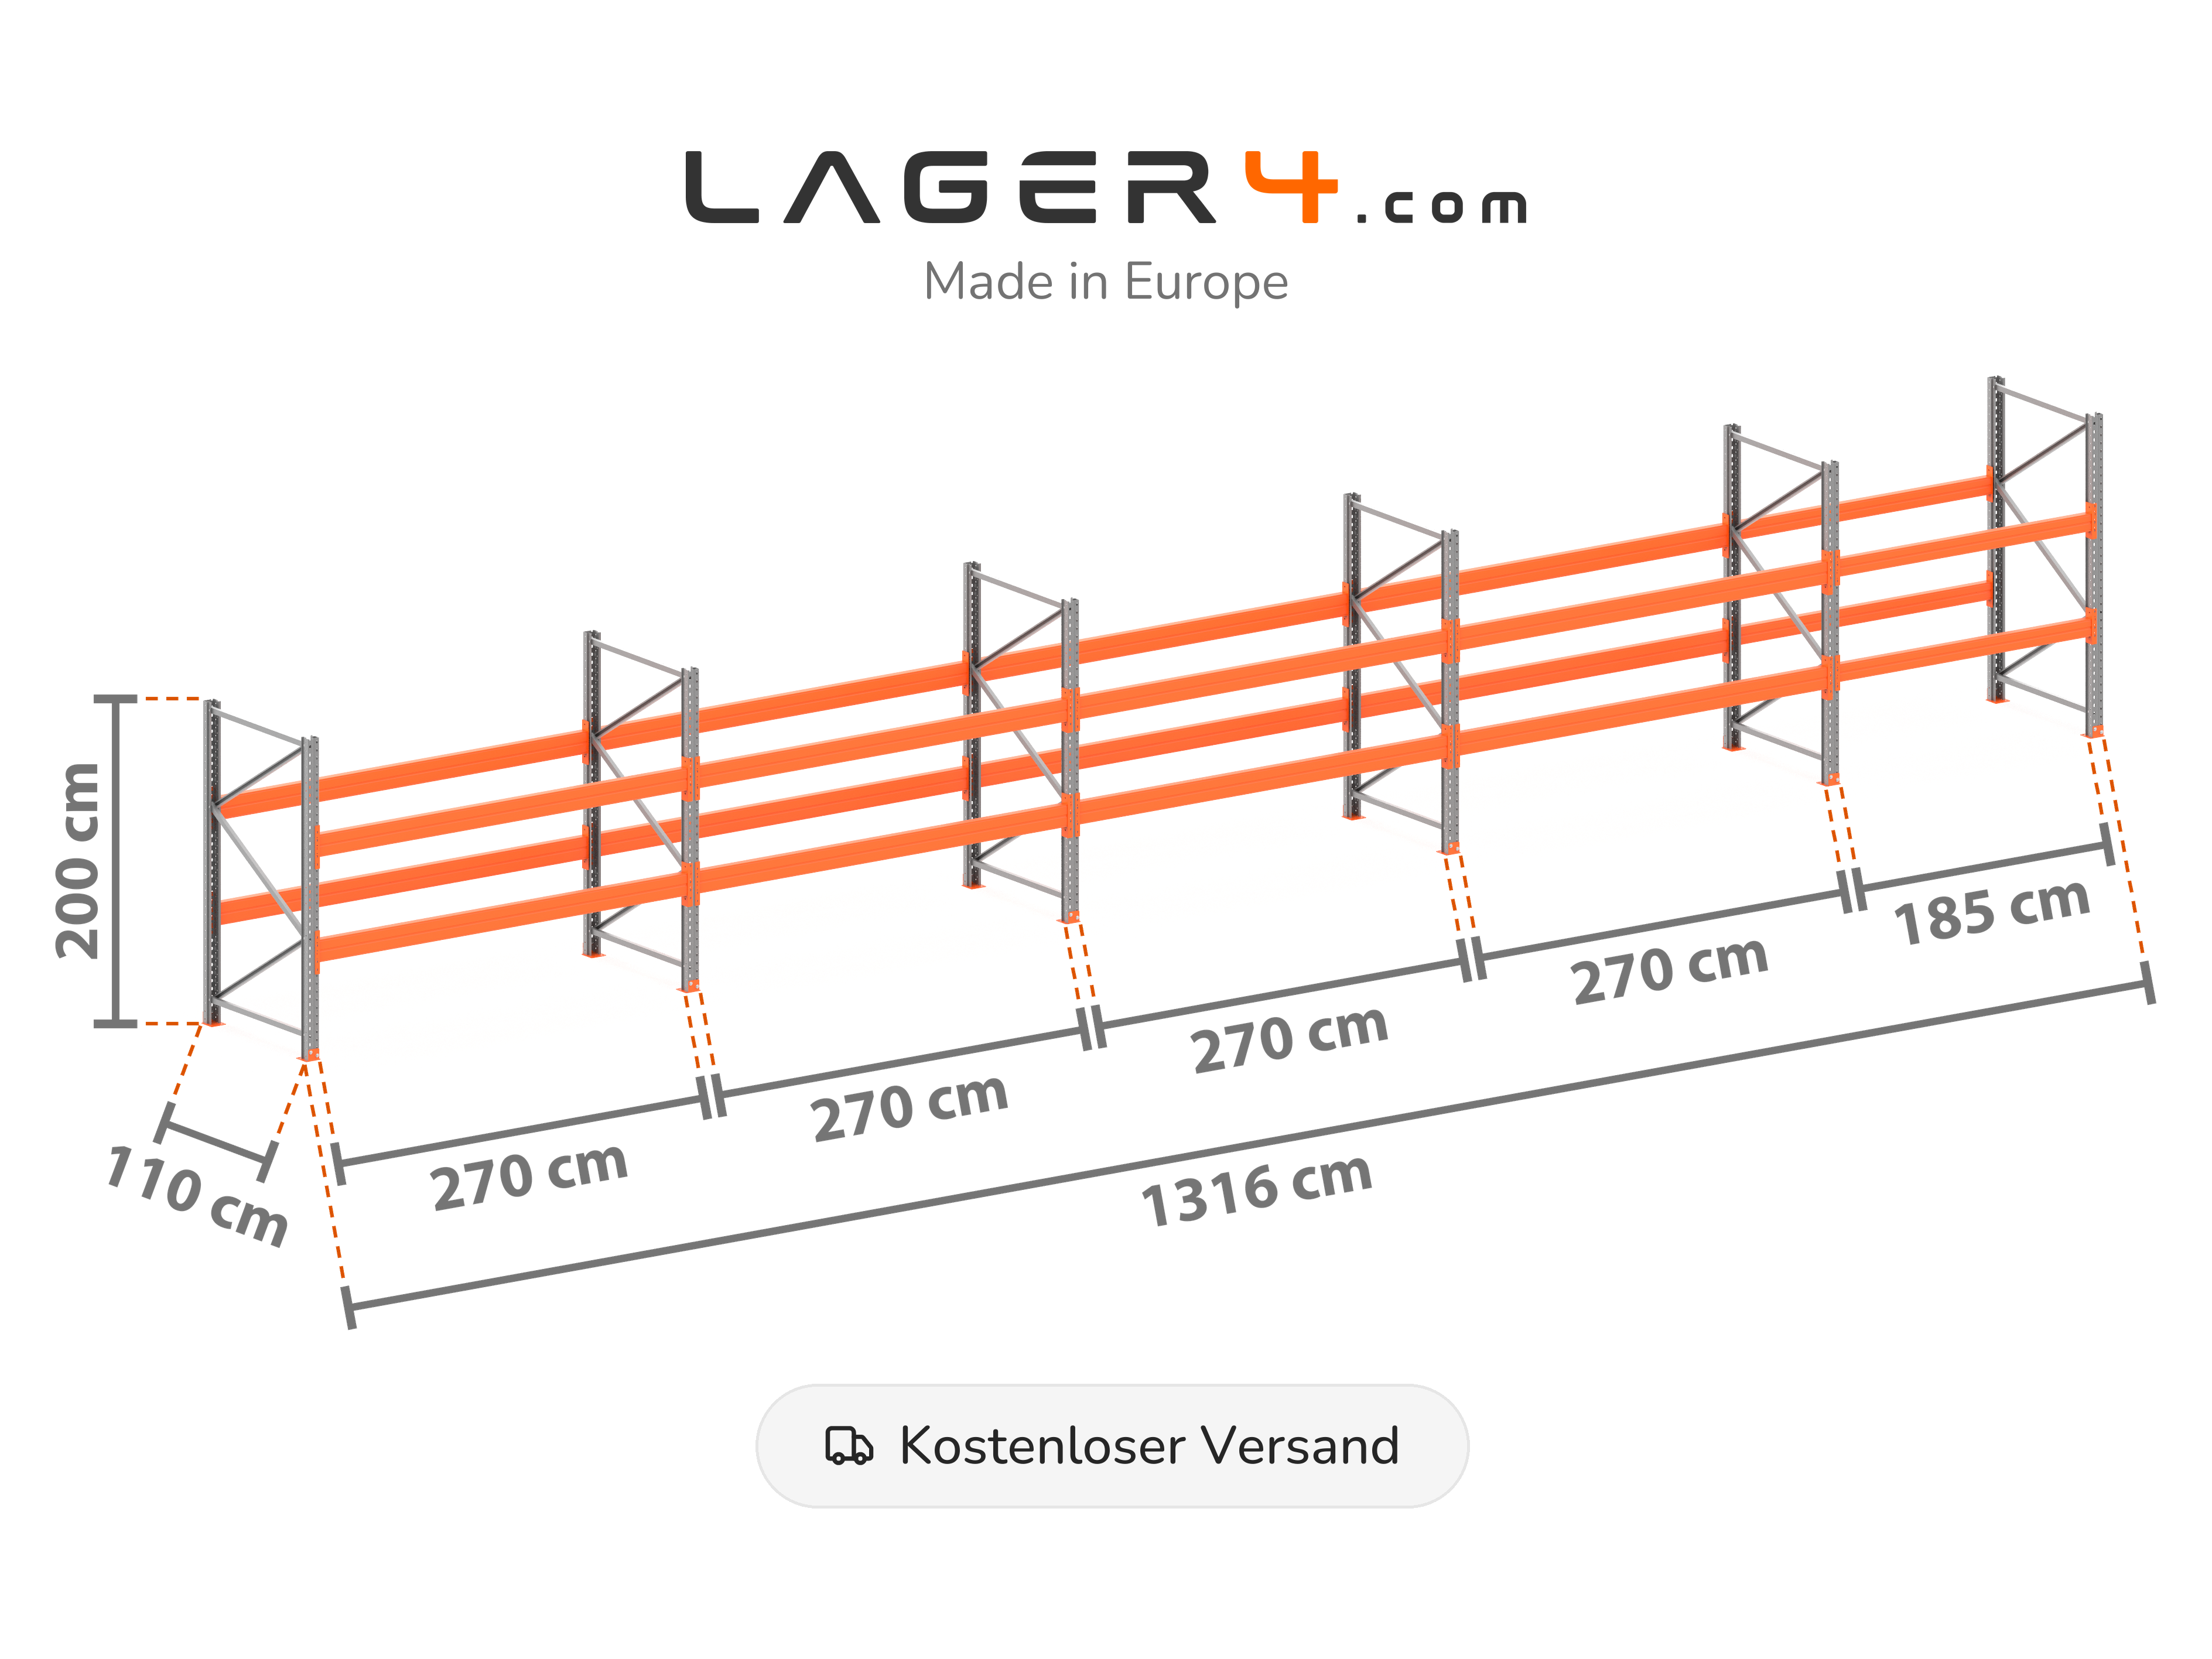 LAGER4.com
Made in Europe
200 cm
110 cm
270 cm
270 cm
270 cm
270 cm
185 cm
1316 cm
Kostenloser Versand